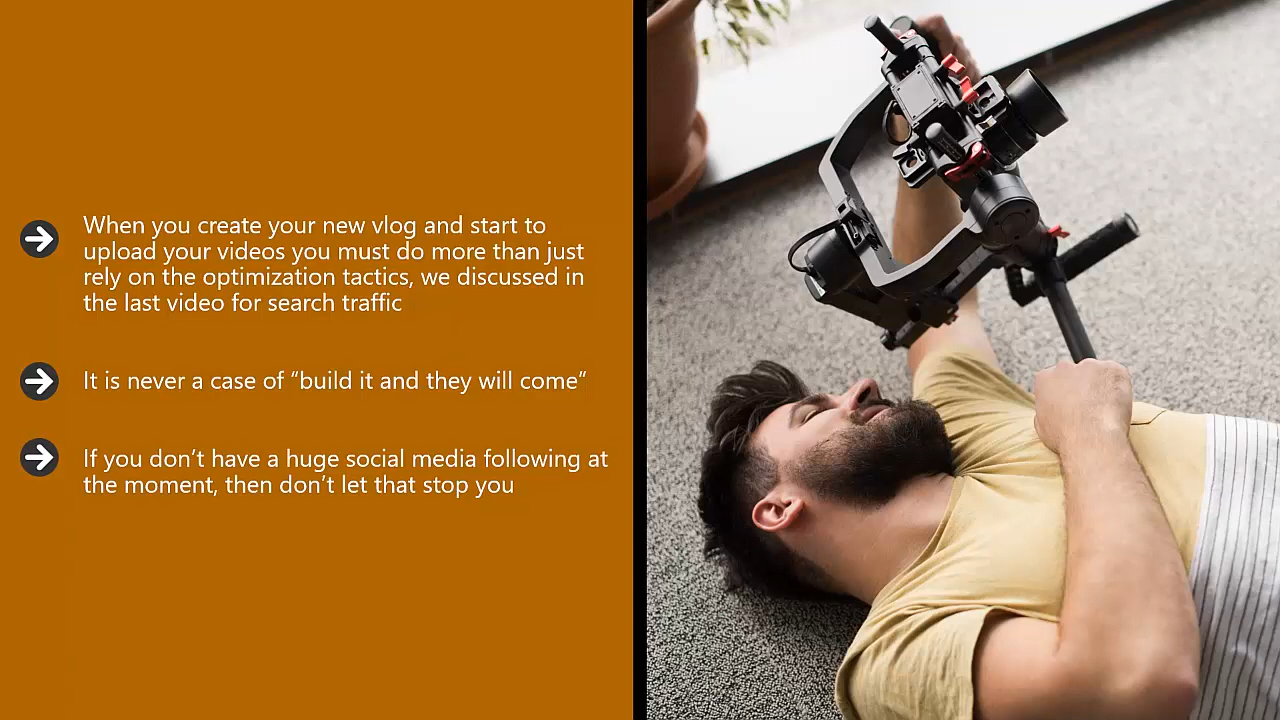 When you create your new vlog and start to
upload your videos you must do more than just
rely on the optimization tactics, we discussed in
the last video for search traffic
It is never a case of “build it and they will come”
If you don’t have a huge social media following at
the moment, then don’t let that stop you